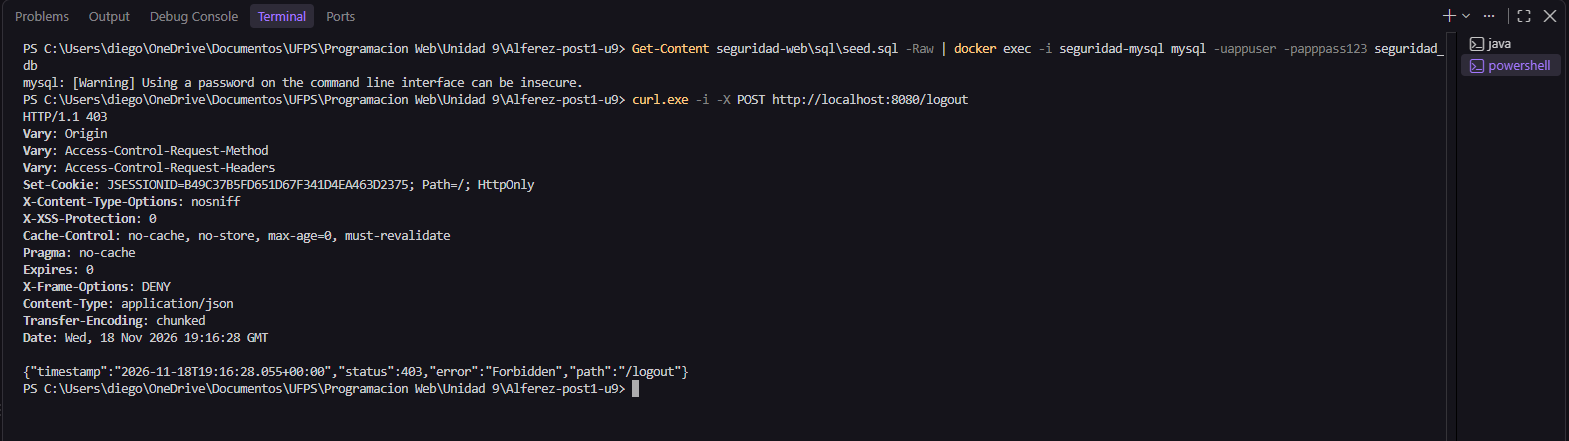 Problems Output Debug Console Terminal Ports
PS C:\Users\diego\OneDrive\Documentos\UFPS\Programacion Web\Unidad 9\Alferez-post1-u9> Get-Content seguridad-web\sql\seed.sql -Raw | docker exec -i seguridad-mysql mysql -uappuser -papppass123 seguridad_
db
mysql: [Warning] Using a password on the command line interface can be insecure.
PS C:\Users\diego\OneDrive\Documentos\UFPS\Programacion Web\Unidad 9\Alferez-post1-u9> curl.exe -i -X POST http://localhost:8080/logout
HTTP/1.1 403
Vary: Origin
Vary: Access-Control-Request-Method
Vary: Access-Control-Request-Headers
Set-Cookie: JSESSIONID=B49C37B5FD651D67F341D4EA463D2375; Path=/; HttpOnly
X-Content-Type-Options: nosniff
X-XSS-Protection: 0
Cache-Control: no-cache, no-store, max-age=0, must-revalidate
Pragma: no-cache
Expires: 0
X-Frame-Options: DENY
Content-Type: application/json
Transfer-Encoding: chunked
Date: Wed, 18 Nov 2026 19:16:28 GMT
{"timestamp":"2026-11-18T19:16:28.055+00:00","status":403,"error":"Forbidden","path":"/logout"}
PS C:\Users\diego\OneDrive\Documentos\UFPS\Programacion Web\Unidad 9\Alferez-post1-u9>
java
powershell